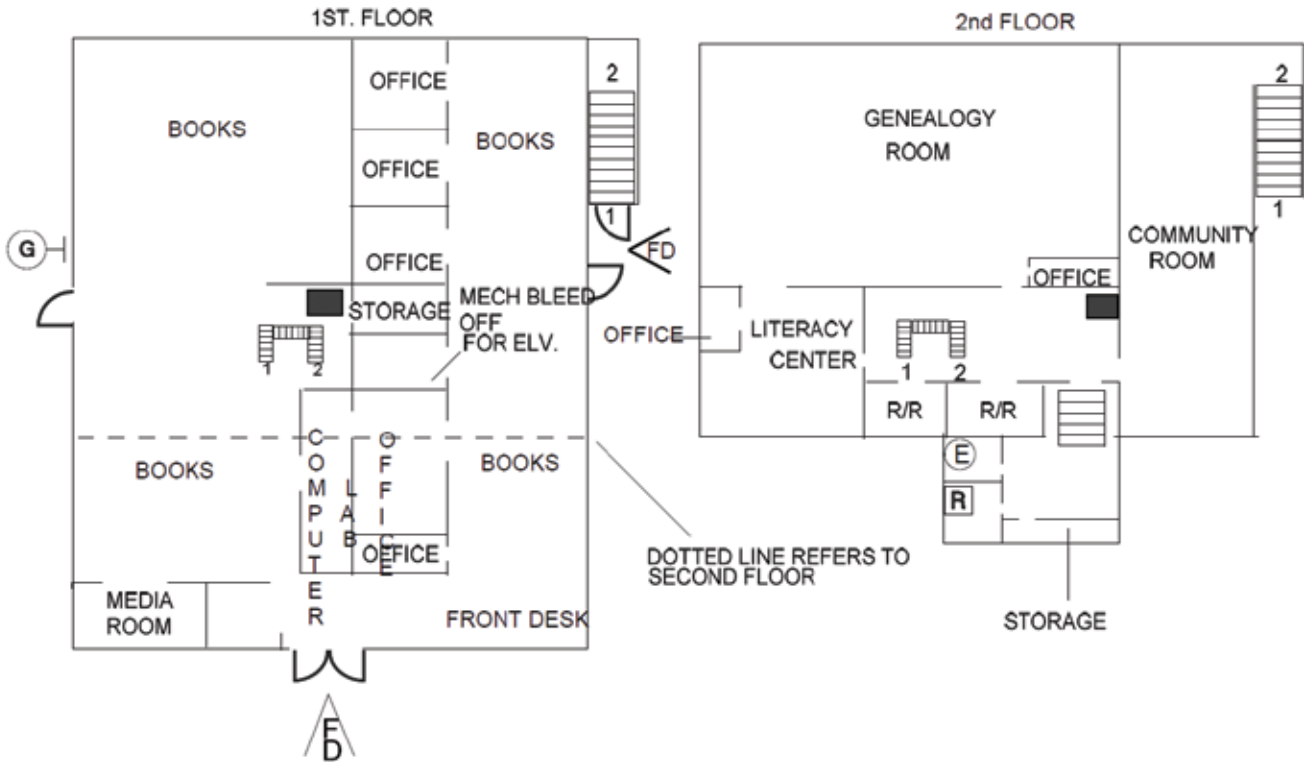 1ST. FLOOR
OFFICE
2
BOOKS
BOOKS
OFFICE
1
G
FD
OFFICE
STORAGE
MECH BLEED
OFF
FOR ELV.
1
2
COMPUTER
LAB
OFFICE
BOOKS
BOOKS
OFFICE
DOTTED LINE REFERS TO
SECOND FLOOR
MEDIA
ROOM
FRONT DESK
FD
2nd FLOOR
2
GENEALOGY
ROOM
1
COMMUNITY
ROOM
OFFICE
OFFICE
LITERACY
CENTER
1
2
R/R
R/R
E
R
STORAGE